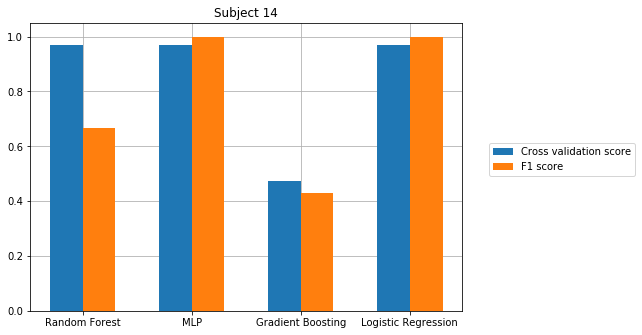 Subject 14
1.0
0.8
0.6
0.4
0.2
0.0
Random Forest
MLP
Gradient Boosting
Logistic Regression
Cross validation score
F1 score